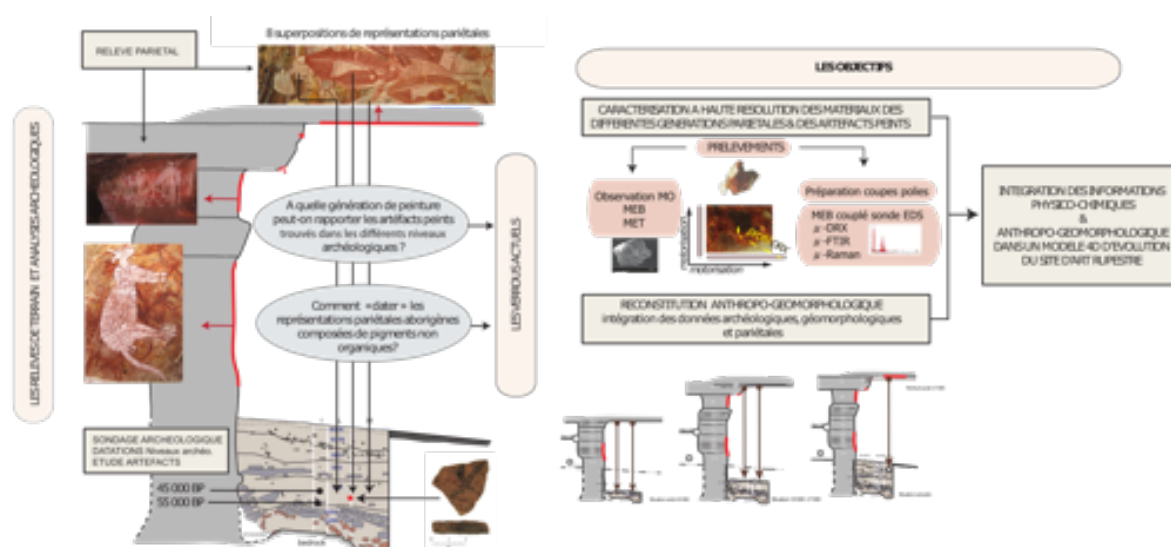 8 superpositions de représentations pariétales
RELEVE PARIETAL
LES RELEVES DE TERRAIN ET ANALYSES ARCHEOLOGIQUES
A quelle génération de peinture
peut-on rapporter les artéfacts peints
trouvés dans les différents niveaux
archéologiques ?
Comment «dater» les
représentations pariétales aborigènes
composées de pigments non
organiques?
LES VERROUS ACTUELS
SONDAGE ARCHEOLOGIQUE
DATATIONS Niveaux archéo.
ETUDE ARTEFACTS
45 000 BP
55 000 BP
bedrock
LES OBJECTIFS
CARACTERISATION A HAUTE RESOLUTION DES MATERIAUX DES
DIFFERENTES GENERATIONS PARIETALES & DES ARTEFACTS PEINTS
PRELEVEMENTS
Observation MO
MEB
MET
motorisation
motorisation
Préparation coupes polies
MEB couplé sonde EDS
μ-DRX
μ-FTIR
μ-Raman
RECONSTITUTION ANTHROPO-GEOMORPHOLOGIQUE
intégration des données archéologiques, géomorphologiques
et pariétales
INTEGRATION DES INFORMATIONS
PHYSICO-CHIMIQUES
&
ANTHROPO-GEOMORPHOLOGIQUE
DANS UN MODELE 4D D'EVOLUTION
DU SITE D'ART RUPESTRE